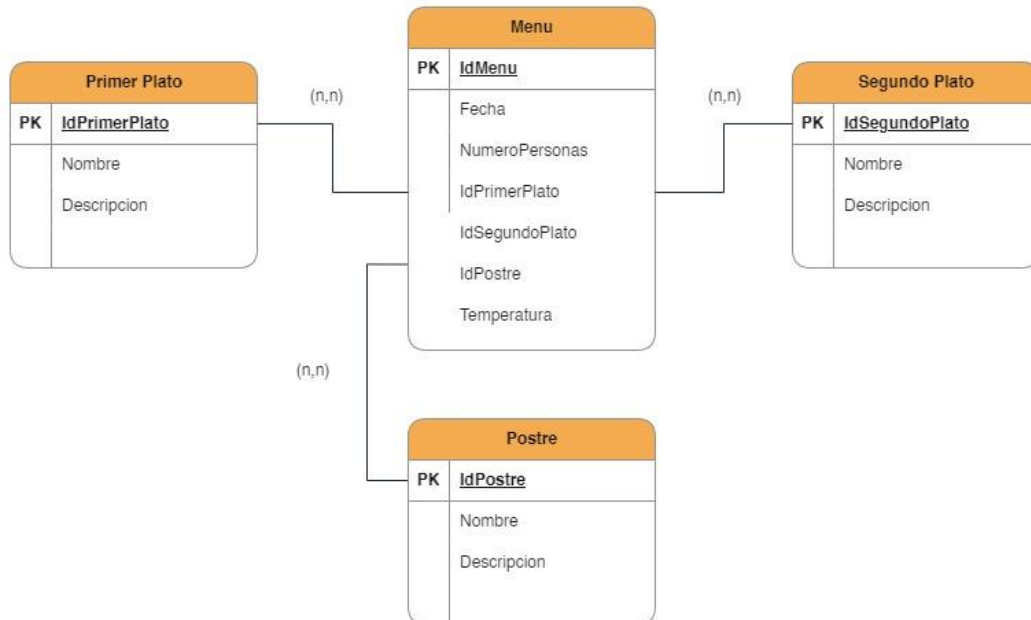 Menu
PK IdMenu
Fecha
NumeroPersonas
IdPrimerPlato
IdSegundoPlato
IdPostre
Temperatura
Primer Plato
PK IdPrimerPlato
Nombre
Descripcion
(n,n)
(n,n)
Segundo Plato
PK IdSegundoPlato
Nombre
Descripcion
(n,n)
Postre
PK IdPostre
Nombre
Descripcion